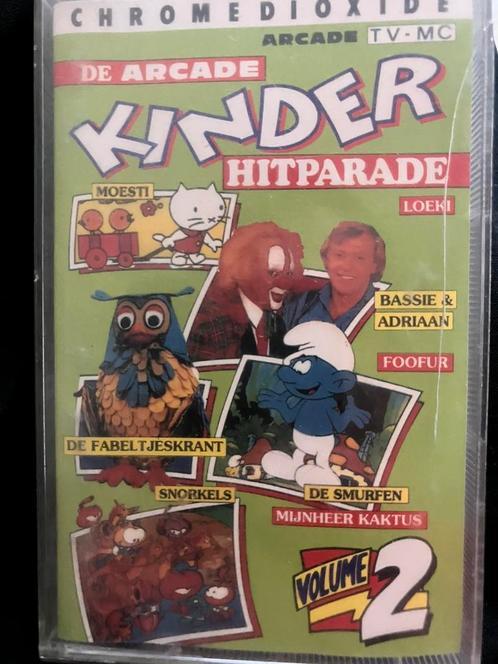 CHROMEDIOXIDE
ARCADE TV-MC
DE ARCADE
KINDER
HITPARADE
MOESTI
LOEKI
BASSIE &
ADRIAAN
FOOFUR
DE FABELTJESKRANT
SNORKELS
DE SMURFEN
MIJNHEER KAKTUS
VOLUME 2